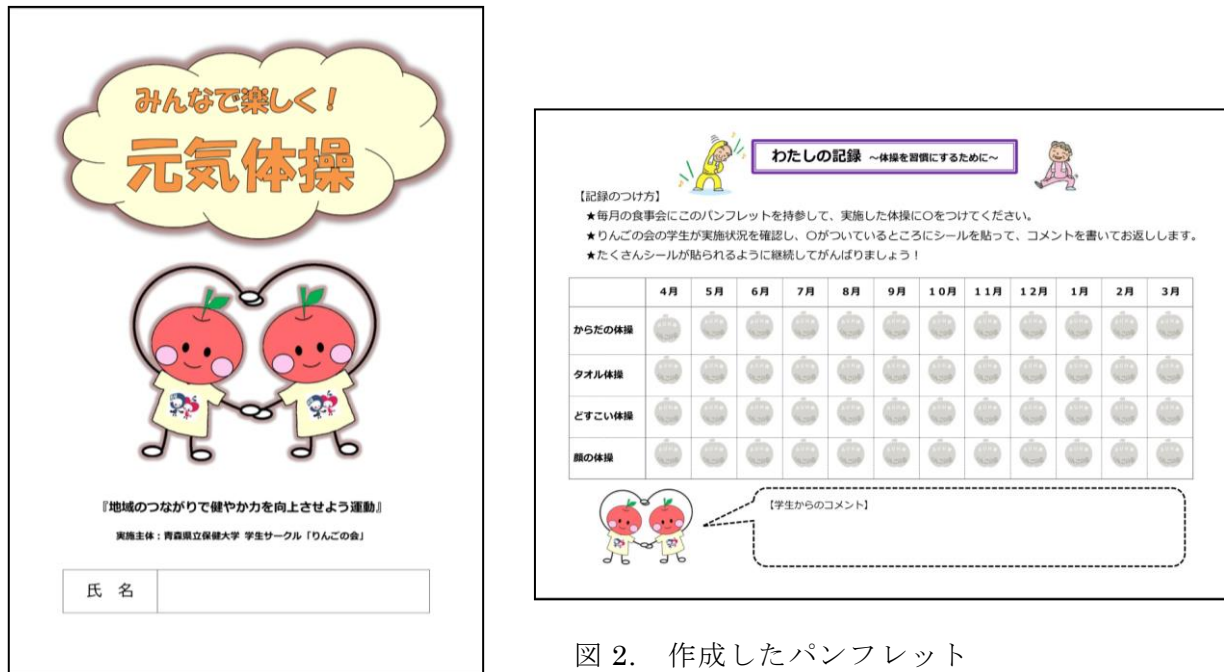 みんなで楽しく！
元気体操
『地域のつながりで健やか力を向上させよう運動』
実施主体：青森県立保健大学 学生サークル「りんごの会」
氏 名
わたしの記録 ～体操を習慣にするために～
【記録のつけ方】
★毎月の食事会にこのパンフレットを持参して、実施した体操に○をつけてください。
★りんごの会の学生が実施状況を確認し、○がついているところにシールを貼って、コメントを書いてお返しします。
★たくさんシールが貼られるように継続してがんばりましょう！
4月 5月 6月 7月 8月 9月 10月 11月 12月 1月 2月 3月
からだの体操
タオル体操
どすこい体操
顔の体操
【学生からのコメント】
図 2. 作成したパンフレット